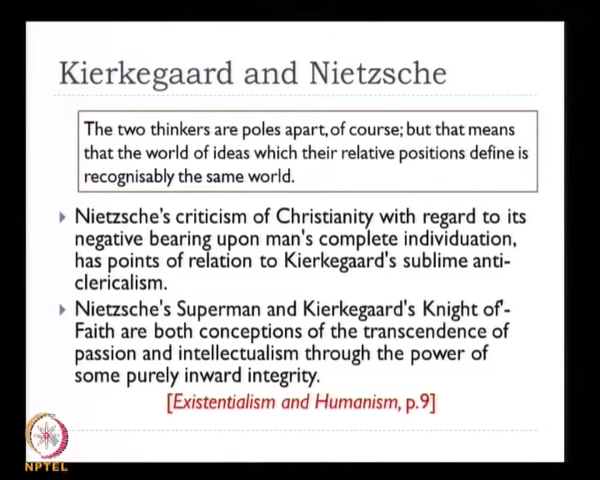 Kierkegaard and Nietzsche
The two thinkers are poles apart, of course; but that means
that the world of ideas which their relative positions define is
recognisably the same world.
Nietzsche's criticism of Christianity with regard to its
negative bearing upon man's complete individuation,
has points of relation to Kierkegaard's sublime anti-
clericalism.
Nietzsche's Superman and Kierkegaard's Knight of'-
Faith are both conceptions of the transcendence of
passion and intellectualism through the power of
some purely inward integrity.
[Existentialism and Humanism, p.9]
NPTEL